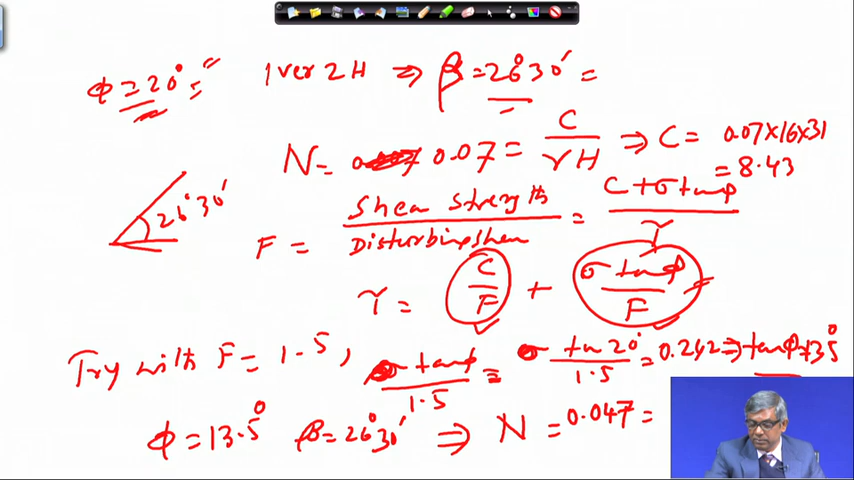 φ = 20° = 1 ver 2H ⇒ β = 26°30' =
N = 0.07 = C / γH ⇒ C = 0.07×16×31
= 8.43
26°30'
F = Shear strength / Disturbing shear = C + σ tanφ / τ
τ = C / F + σ tanφ / F
Try with F = 1.5, tanφ / 1.5 = tan 20° / 1.5 = 0.242 ⇒ tanφ = 13.5°
φ = 13.5° β = 26°30' ⇒ N = 0.047 =